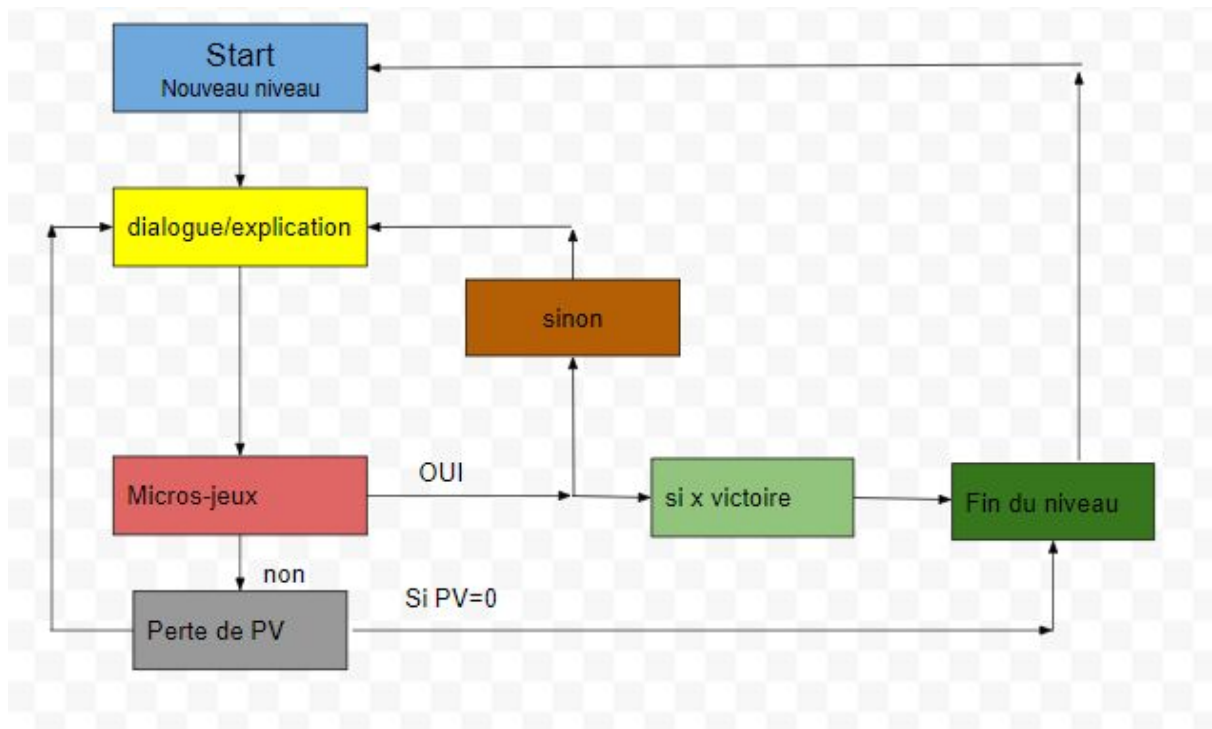 Start
Nouveau niveau
dialogue/explication
sinon
Micros-jeux
OUI
si x victoire
Fin du niveau
non
Si PV=0
Perte de PV